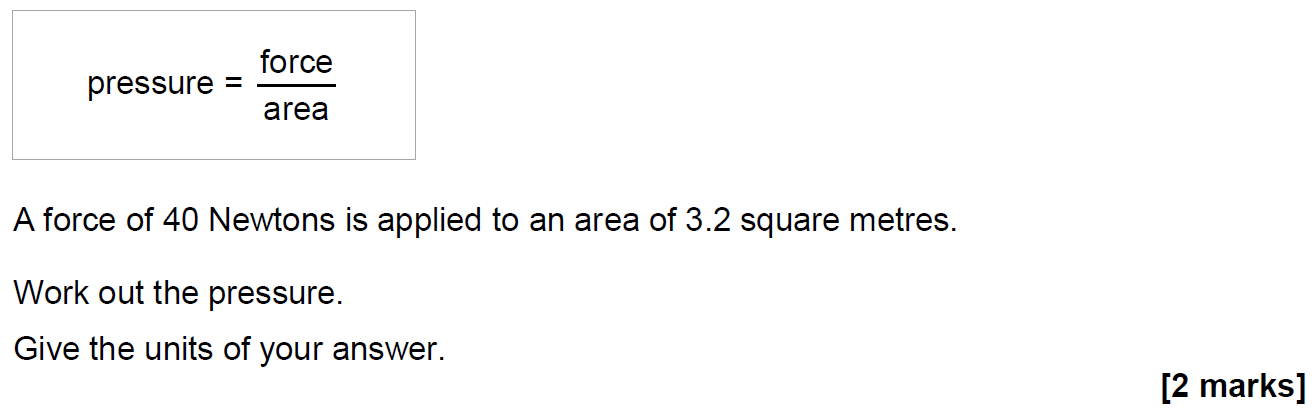 pressure = force
area
A force of 40 Newtons is applied to an area of 3.2 square metres.
Work out the pressure.
Give the units of your answer.
[2 marks]